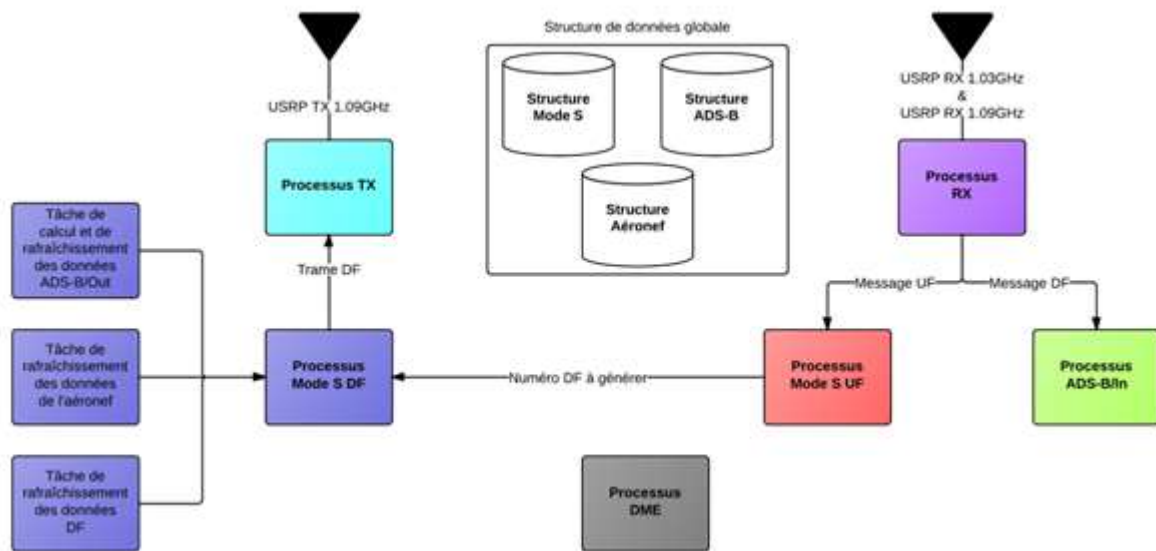 Structure de données globale
USRP TX 1.09GHz
Structure
Mode S
Structure
ADS-B
Structure
Aéronef
USRP RX 1.03GHz
&
USRP RX 1.09GHz
Processus TX
Processus
RX
Tâche de
calcul et de
rafraîchissement
des données
ADS-B/Out
Trame DF
Message UF
Message DF
Tâche de
rafraîchissement
des données
de l'aéronef
Processus
Mode S DF
Numéro DF à générer
Processus
Mode S UF
Processus
ADS-B/In
Tâche de
rafraîchissement
des données
DF
Processus
DME